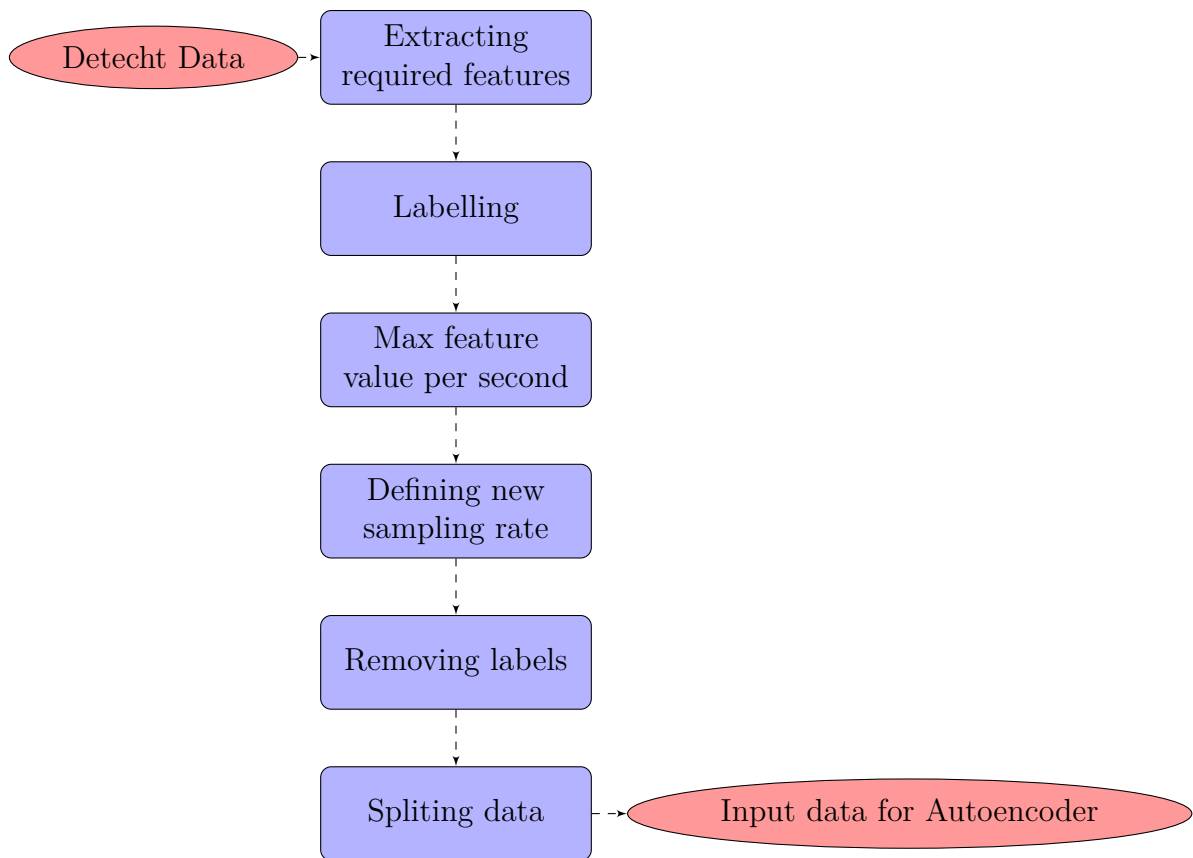 Detecht Data
Extracting
required features
Labelling
Max feature
value per second
Defining new
sampling rate
Removing labels
Spliting data
Input data for Autoencoder